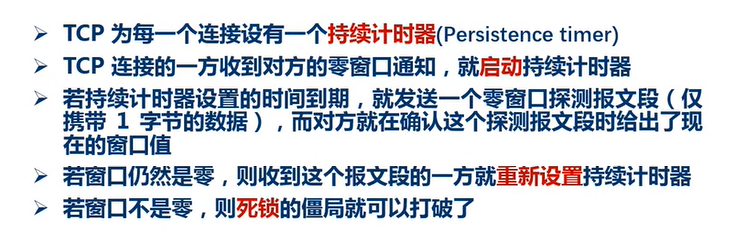 TCP 为每一个连接设有一个持续计时器(Persistence timer)
TCP 连接的一方收到对方的零窗口通知，就启动持续计时器
若持续计时器设置的时间到期，就发送一个零窗口探测报文段（仅
携带 1 字节的数据），而对方就在确认这个探测报文段时给出了现
在的窗口值
若窗口仍然是零，则收到这个报文段的一方就重新设置持续计时器
若窗口不是零，则死锁的僵局就可以打破了